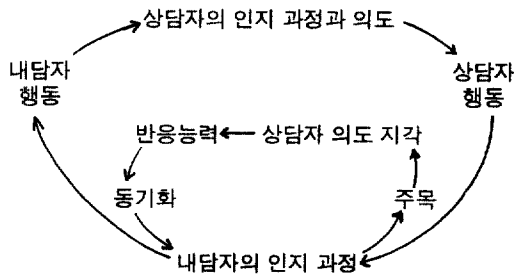 상담자의 인지 과정과 의도
내담자
행동
상담자
행동
반응능력
상담자 의도 지각
동기화
주목
내담자의 인지 과정